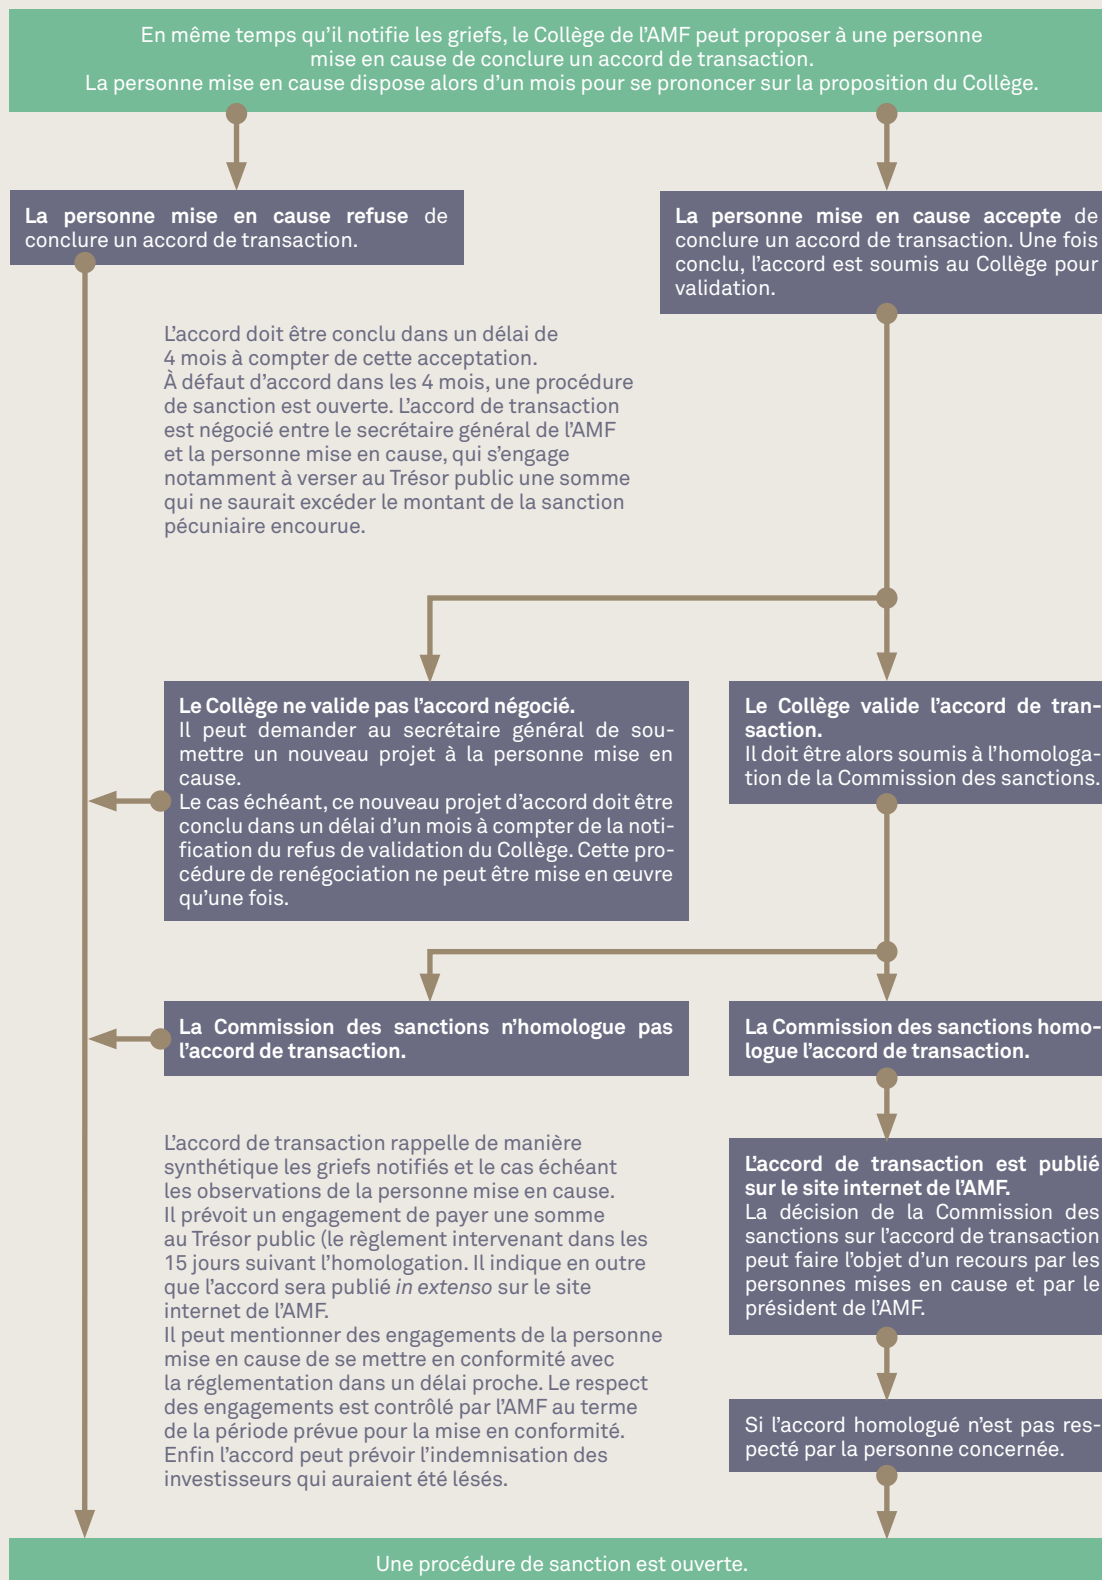 En même temps qu'il notifie les griefs, le Collège de l'AMF peut proposer à une personne
mise en cause de conclure un accord de transaction.
La personne mise en cause dispose alors d'un mois pour se prononcer sur la proposition du Collège.
La personne mise en cause refuse de
conclure un accord de transaction.
La personne mise en cause accepte de
conclure un accord de transaction. Une fois
conclu, l'accord est soumis au Collège pour
validation.
L'accord doit être conclu dans un délai de
4 mois à compter de cette acceptation.
À défaut d'accord dans les 4 mois, une procédure
de sanction est ouverte. L'accord de transaction
est négocié entre le secrétaire général de l'AMF
et la personne mise en cause, qui s'engage
notamment à verser au Trésor public une somme
qui ne saurait excéder le montant de la sanction
pécuniaire encourue.
Le Collège ne valide pas l'accord négocié.
Il peut demander au secrétaire général de sou-
mettre un nouveau projet à la personne mise en
cause.
Le cas échéant, ce nouveau projet d'accord doit être
conclu dans un délai d'un mois à compter de la noti-
fication du refus de validation du Collège. Cette pro-
cédure de renégociation ne peut être mise en œuvre
qu'une fois.
Le Collège valide l'accord de tran-
saction.
Il doit être alors soumis à l'homologa-
tion de la Commission des sanctions.
La Commission des sanctions n'homologue pas
l'accord de transaction.
La Commission des sanctions homo-
logue l'accord de transaction.
L'accord de transaction rappelle de manière
synthétique les griefs notifiés et le cas échéant
les observations de la personne mise en cause.
Il prévoit un engagement de payer une somme
au Trésor public (le règlement intervenant dans les
15 jours suivant l'homologation. Il indique en outre
que l'accord sera publié in extenso sur le site
internet de l'AMF.
Il peut mentionner des engagements de la personne
mise en cause de se mettre en conformité avec
la réglementation dans un délai proche. Le respect
des engagements est contrôlé par l'AMF au terme
de la période prévue pour la mise en conformité.
Enfin l'accord peut prévoir l'indemnisation des
investisseurs qui auraient été lésés.
L'accord de transaction est publié
sur le site internet de l'AMF.
La décision de la Commission des
sanctions sur l'accord de transaction
peut faire l'objet d'un recours par les
personnes mises en cause et par le
président de l'AMF.
Si l'accord homologué n'est pas res-
pecté par la personne concernée.
Une procédure de sanction est ouverte.